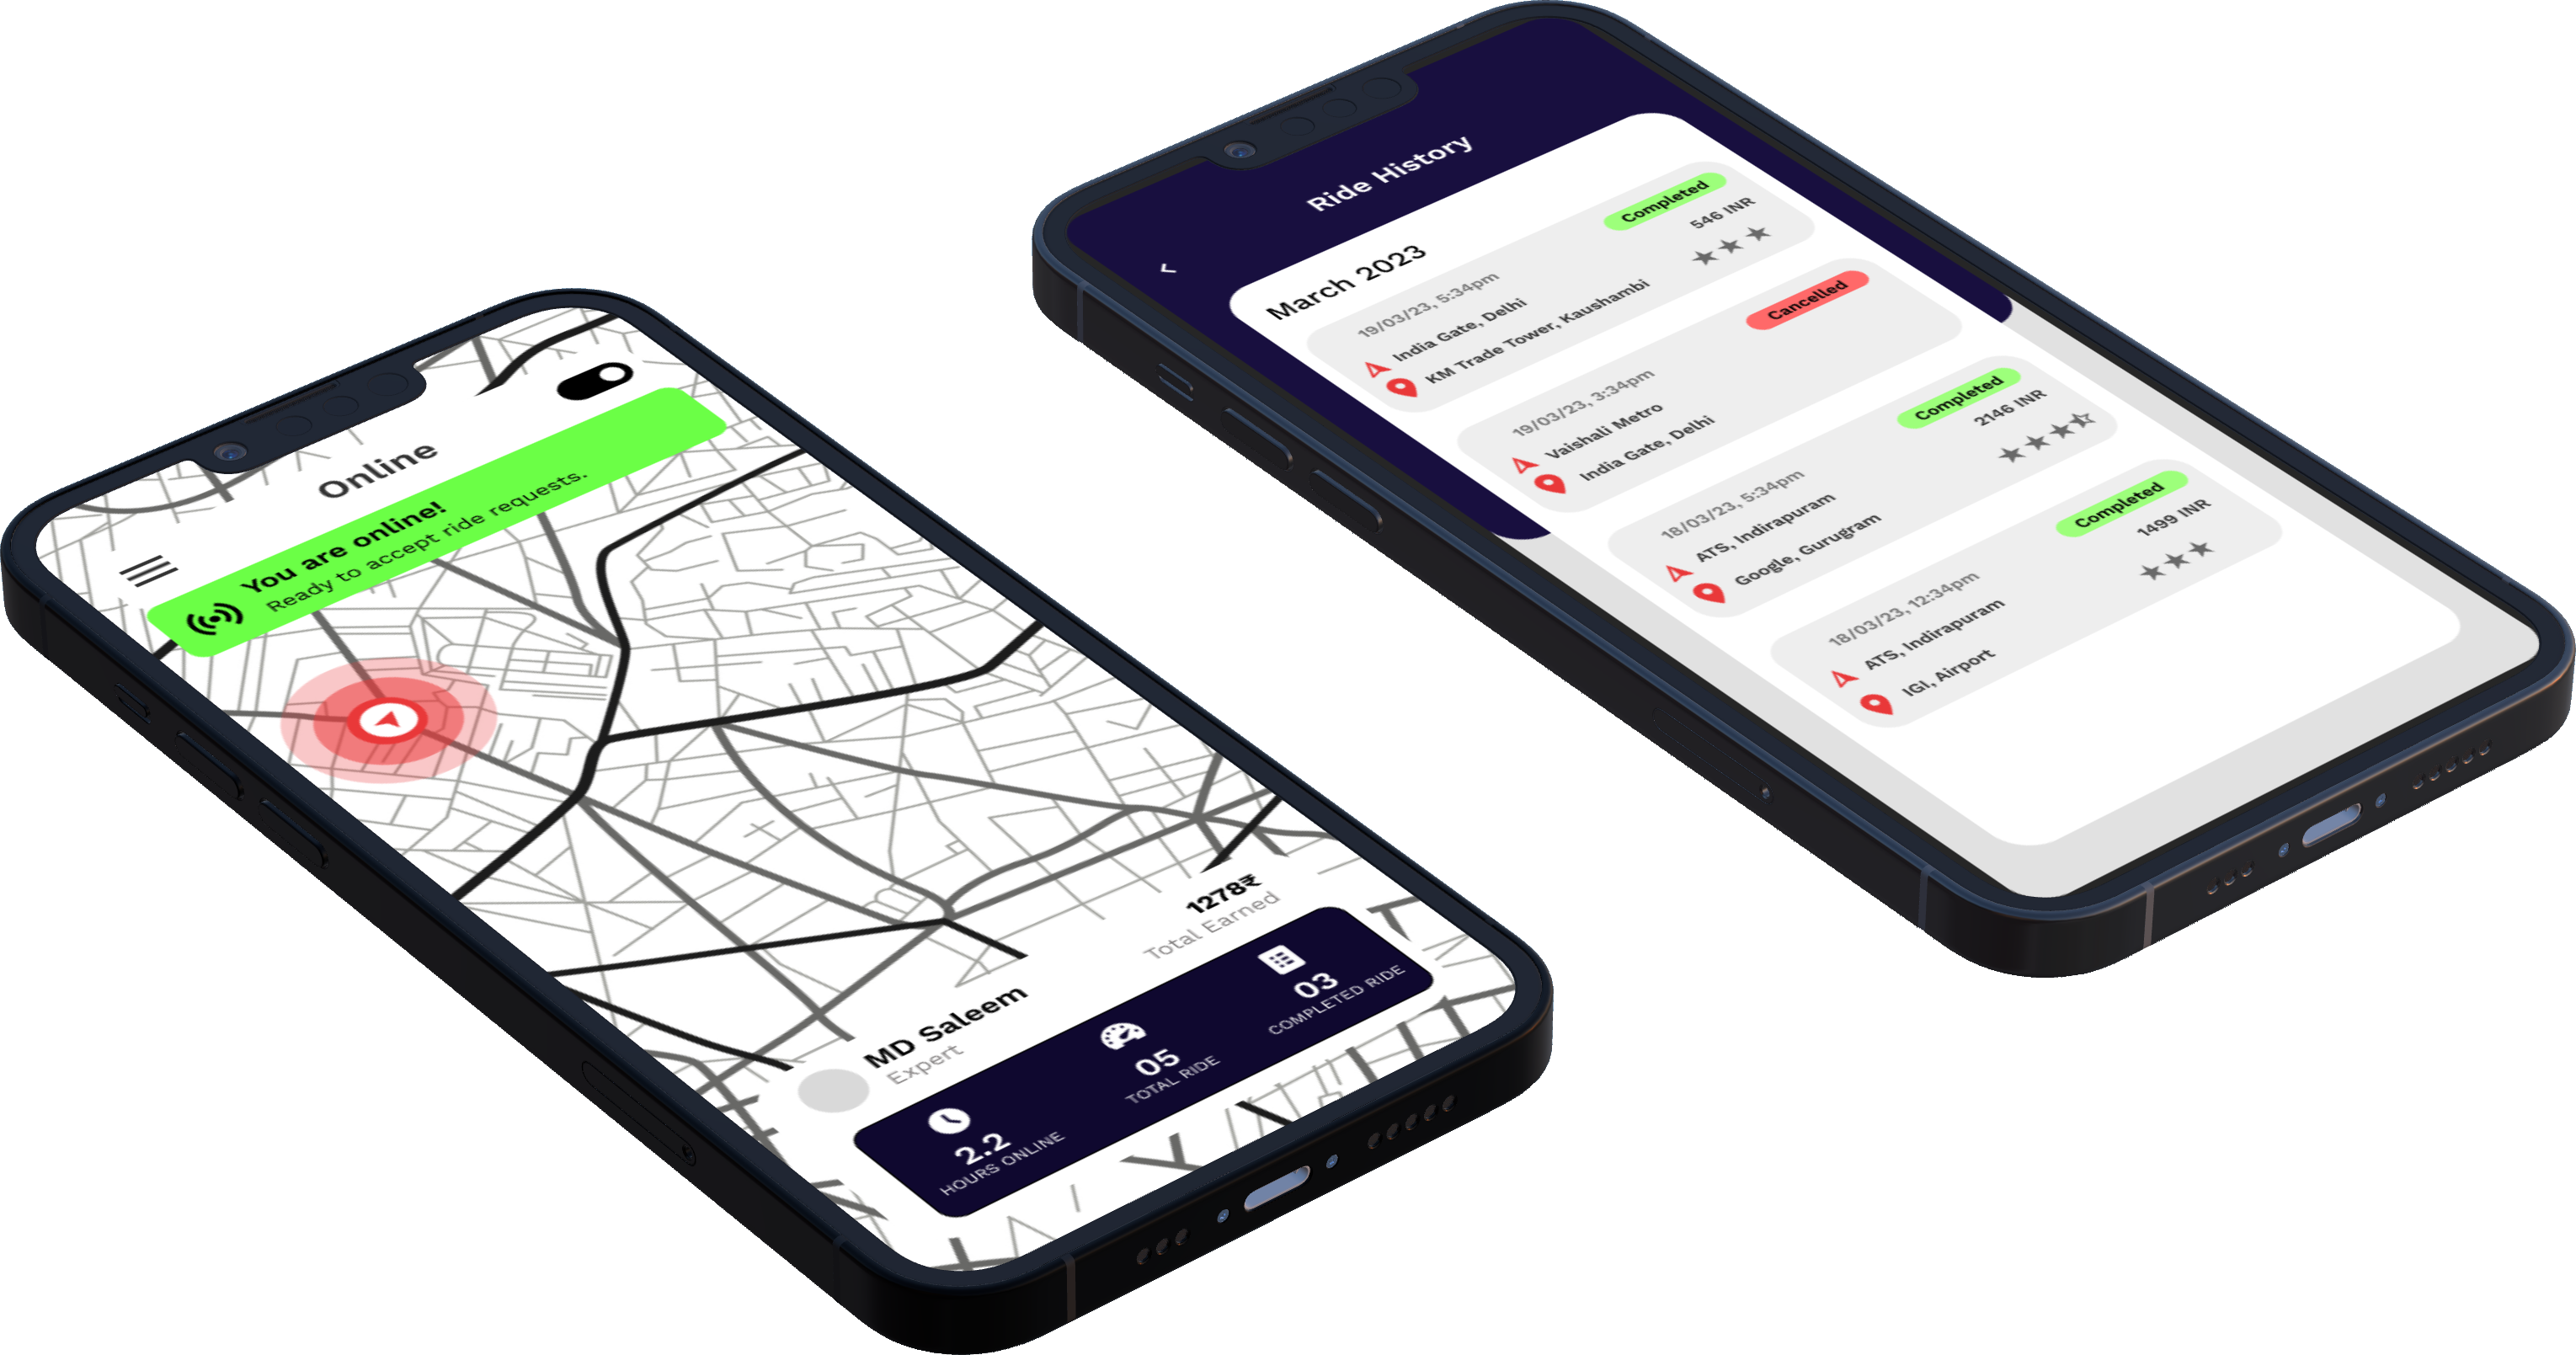 Online
You are online!
Ready to accept ride requests.
1278₹
Total Earned
MD Saleem
Expert
2.2
HOURS ONLINE
05
TOTAL RIDE
03
COMPLETED RIDE
Ride History
March 2023
Completed
19/03/23, 5:34pm
546 INR
India Gate, Delhi
KM Trade Tower, Kaushambi
Cancelled
19/03/23, 3:34pm
Vaishali Metro
India Gate, Delhi
Completed
18/03/23, 5:34pm
2146 INR
ATS, Indirapuram
Google, Gurugram
Completed
18/03/23, 12:34pm
1499 INR
ATS, Indirapuram
IGI, Airport